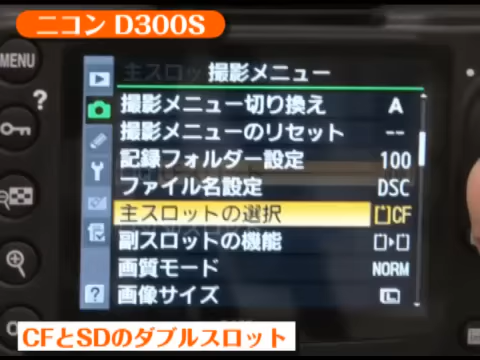 ニコン D300S
MENU
?
主スロッ
撮影メニュー
撮影メニュー切り換え A
撮影メニューのリセット --
記録フォルダー設定 100
ファイル名設定 DSC
主スロットの選択 CF
副スロットの機能
画質モード NORM
画像サイズ L
?
CFとSDのダブルスロット